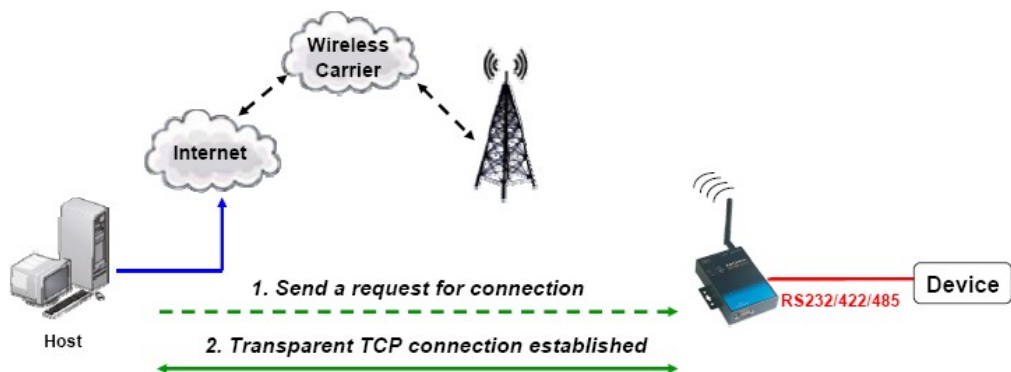 Wireless
Carrier
Internet
1. Send a request for connection
RS232/422/485
Device
Host
2. Transparent TCP connection established